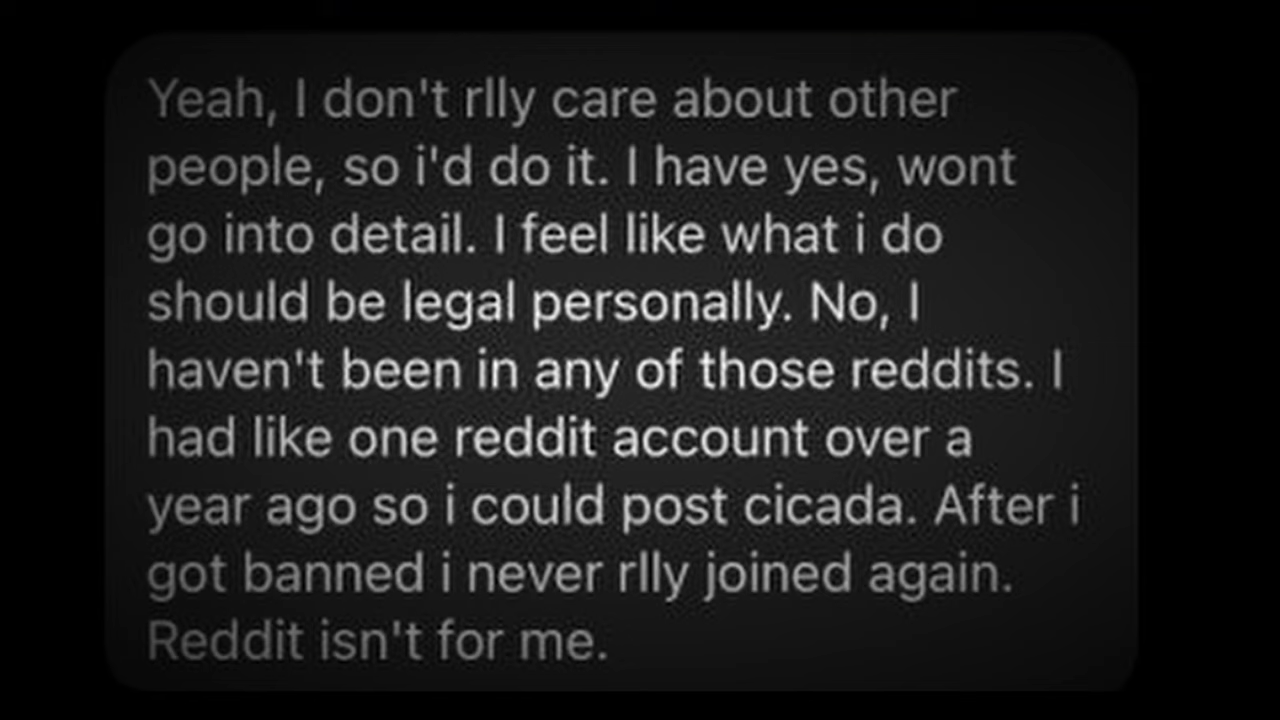 Yeah, I don't rlly care about other
people, so i'd do it. I have yes, wont
go into detail. I feel like what i do
should be legal personally. No, I
haven't been in any of those reddits. I
had like one reddit account over a
year ago so i could post cicada. After i
got banned i never rlly joined again.
Reddit isn't for me.